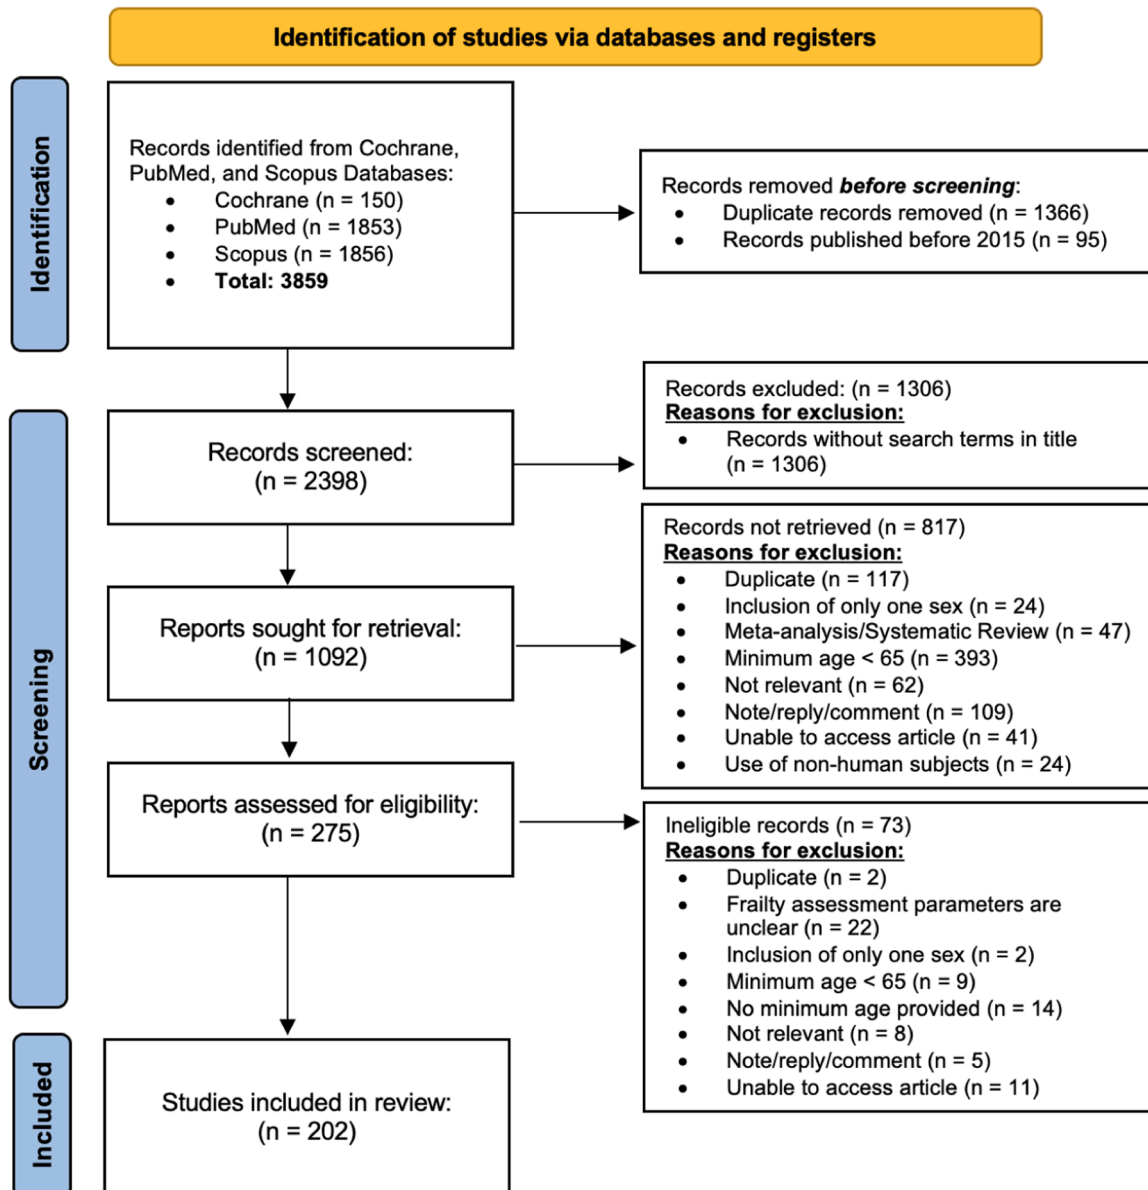 Identification of studies via databases and registers
Identification
Records identified from Cochrane,
PubMed, and Scopus Databases:
• Cochrane (n = 150)
• PubMed (n = 1853)
• Scopus (n = 1856)
• Total: 3859
Records removed before screening:
• Duplicate records removed (n = 1366)
• Records published before 2015 (n = 95)
Screening
Records screened:
(n = 2398)
Records excluded: (n = 1306)
Reasons for exclusion:
• Records without search terms in title
(n = 1306)
Reports sought for retrieval:
(n = 1092)
Records not retrieved (n = 817)
Reasons for exclusion:
• Duplicate (n = 117)
• Inclusion of only one sex (n = 24)
• Meta-analysis/Systematic Review (n = 47)
• Minimum age < 65 (n = 393)
• Not relevant (n = 62)
• Note/reply/comment (n = 109)
• Unable to access article (n = 41)
• Use of non-human subjects (n = 24)
Reports assessed for eligibility:
(n = 275)
Ineligible records (n = 73)
Reasons for exclusion:
• Duplicate (n = 2)
• Frailty assessment parameters are
unclear (n = 22)
• Inclusion of only one sex (n = 2)
• Minimum age < 65 (n = 9)
• No minimum age provided (n = 14)
• Not relevant (n = 8)
• Note/reply/comment (n = 5)
• Unable to access article (n = 11)
Included
Studies included in review:
(n = 202)